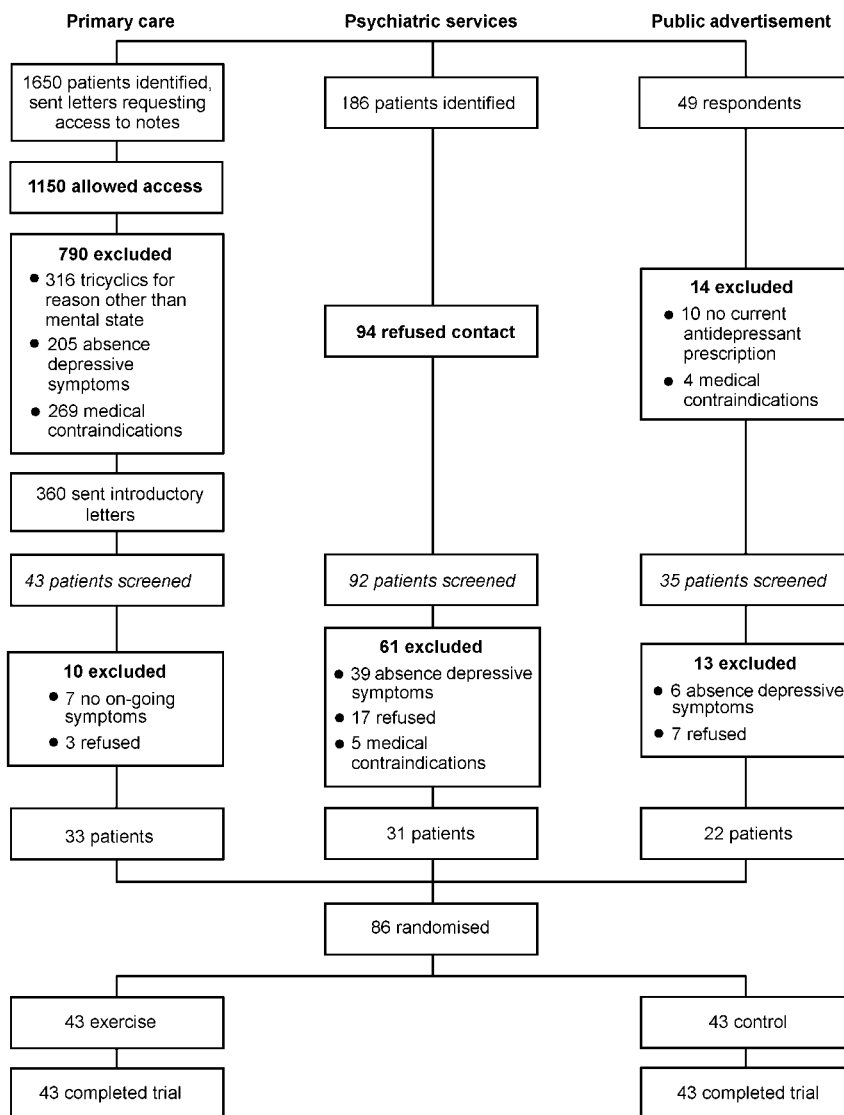 Primary care
Psychiatric services
Public advertisement
1650 patients identified,
sent letters requesting
access to notes
186 patients identified
49 respondents
1150 allowed access
790 excluded
● 316 tricyclics for
reason other than
mental state
● 205 absence
depressive
symptoms
● 269 medical
contraindications
94 refused contact
14 excluded
● 10 no current
antidepressant
prescription
● 4 medical
contraindications
360 sent introductory
letters
43 patients screened
92 patients screened
35 patients screened
10 excluded
● 7 no on-going
symptoms
● 3 refused
61 excluded
● 39 absence depressive
symptoms
● 17 refused
● 5 medical
contraindications
13 excluded
● 6 absence depressive
symptoms
● 7 refused
33 patients
31 patients
22 patients
86 randomised
43 exercise
43 control
43 completed trial
43 completed trial